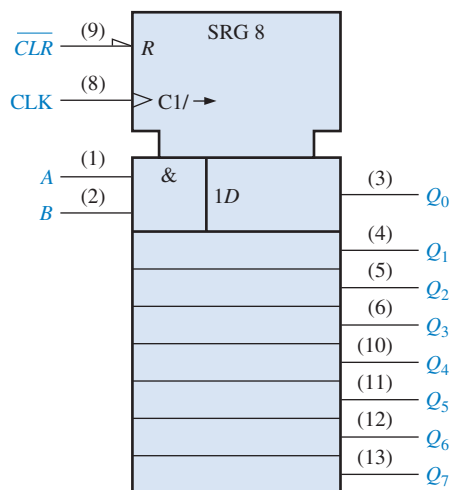 SRG 8
(9)
CLR R
(8)
CLK C1/ →
(1)
A & 1D
(2)
B
(3)
Q0
(4)
Q1
(5)
Q2
(6)
Q3
(10)
Q4
(11)
Q5
(12)
Q6
(13)
Q7